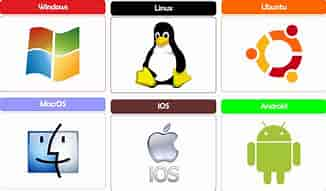 Windows
Linux
Ubuntu
MacOS
IOS
Android
iOS